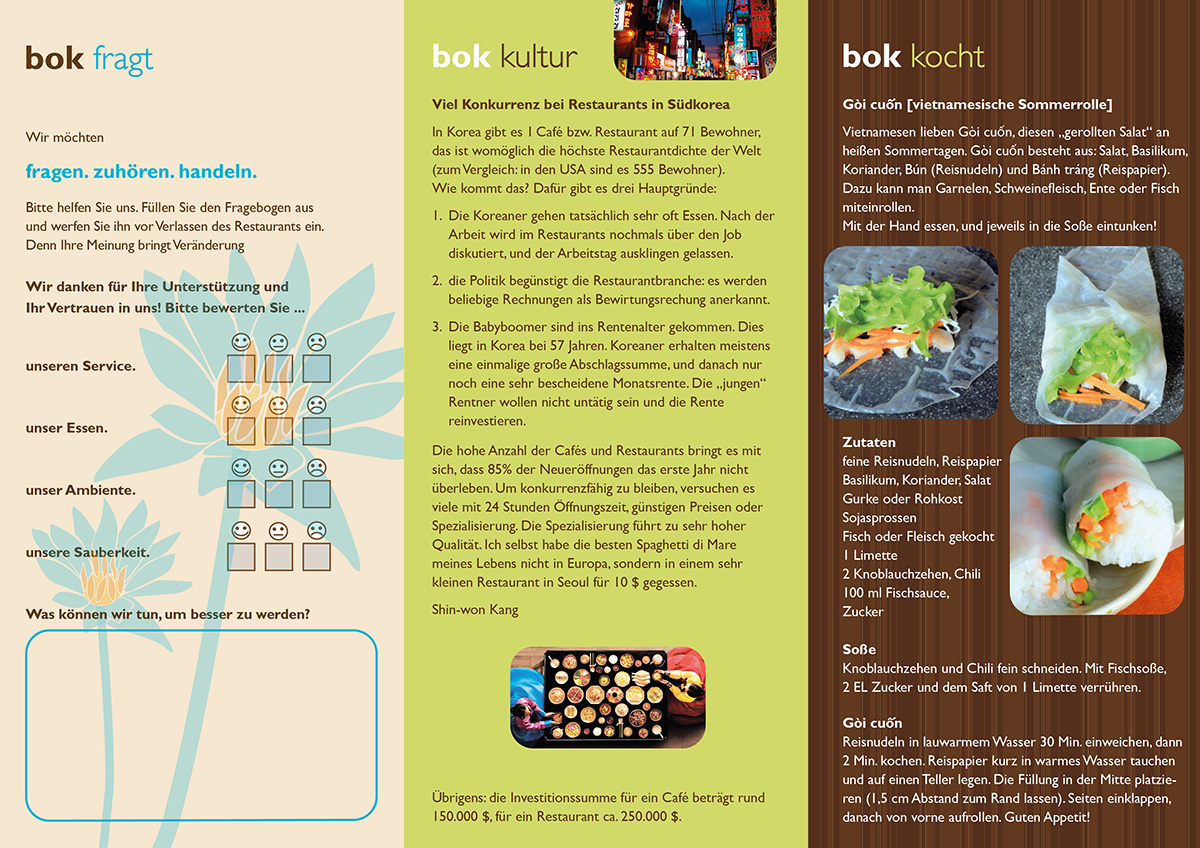 bok fragt
Wir möchten
fragen. zuhören. handeln.
Bitte helfen Sie uns. Füllen Sie den Fragebogen aus
und werfen Sie ihn vor Verlassen des Restaurants ein.
Denn Ihre Meinung bringt Veränderung
Wir danken für Ihre Unterstützung und
Ihr Vertrauen in uns! Bitte bewerten Sie ...
unseren Service.
unser Essen.
unser Ambiente.
unsere Sauberkeit.
Was können wir tun, um besser zu werden?
bok kultur
Viel Konkurrenz bei Restaurants in Südkorea
In Korea gibt es 1 Café bzw. Restaurant auf 71 Bewohner,
das ist womöglich die höchste Restaurantdichte der Welt
(zum Vergleich: in den USA sind es 555 Bewohner).
Wie kommt das? Dafür gibt es drei Hauptgründe:
1. Die Koreaner gehen tatsächlich sehr oft Essen. Nach der
Arbeit wird im Restaurants nochmals über den Job
diskutiert, und der Arbeitstag ausklingen gelassen.
2. die Politik begünstigt die Restaurantbranche: es werden
beliebige Rechnungen als Bewirtungsrechung anerkannt.
3. Die Babyboomer sind ins Rentenalter gekommen. Dies
liegt in Korea bei 57 Jahren. Koreaner erhalten meistens
eine einmalige große Abschlagssumme, und danach nur
noch eine sehr bescheidene Monatsrente. Die „jungen“
Rentner wollen nicht untätig sein und die Rente
reinvestieren.
Die hohe Anzahl der Cafés und Restaurants bringt es mit
sich, dass 85% der Neueröffnungen das erste Jahr nicht
überleben. Um konkurrenzfähig zu bleiben, versuchen es
viele mit 24 Stunden Öffnungszeit, günstigen Preisen oder
Spezialisierung. Die Spezialisierung führt zu sehr hoher
Qualität. Ich selbst habe die besten Spaghetti di Mare
meines Lebens nicht in Europa, sondern in einem sehr
kleinen Restaurant in Seoul für 10 $ gegessen.
Shin-won Kang
Übrigens: die Investitionssumme für ein Café beträgt rund
150.000 $, für ein Restaurant ca. 250.000 $.
bok kocht
Gòi cuốn [vietnamesische Sommerrolle]
Vietnamesen lieben Gòi cuốn, diesen „gerollten Salat“ an
heißen Sommertagen. Gòi cuốn besteht aus: Salat, Basilikum,
Koriander, Bún (Reisnudeln) und Bánh tráng (Reispapier).
Dazu kann man Garnelen, Schweinefleisch, Ente oder Fisch
miteinrollen.
Mit der Hand essen, und jeweils in die Soße eintunken!
Zutaten
feine Reisnudeln, Reispapier
Basilikum, Koriander, Salat
Gurke oder Rohkost
Sojasprossen
Fisch oder Fleisch gekocht
1 Limette
2 Knoblauchzehen, Chili
100 ml Fischsauce,
Zucker
Soße
Knoblauchzehen und Chili fein schneiden. Mit Fischsoße,
2 EL Zucker und dem Saft von 1 Limette verrühren.
Gòi cuốn
Reisnudeln in lauwarmem Wasser 30 Min. einweichen, dann
2 Min. kochen. Reispapier kurz in warmes Wasser tauchen
und auf einen Teller legen. Die Füllung in der Mitte platzie-
ren (1,5 cm Abstand zum Rand lassen). Seiten einklappen,
danach von vorne aufrollen. Guten Appetit!